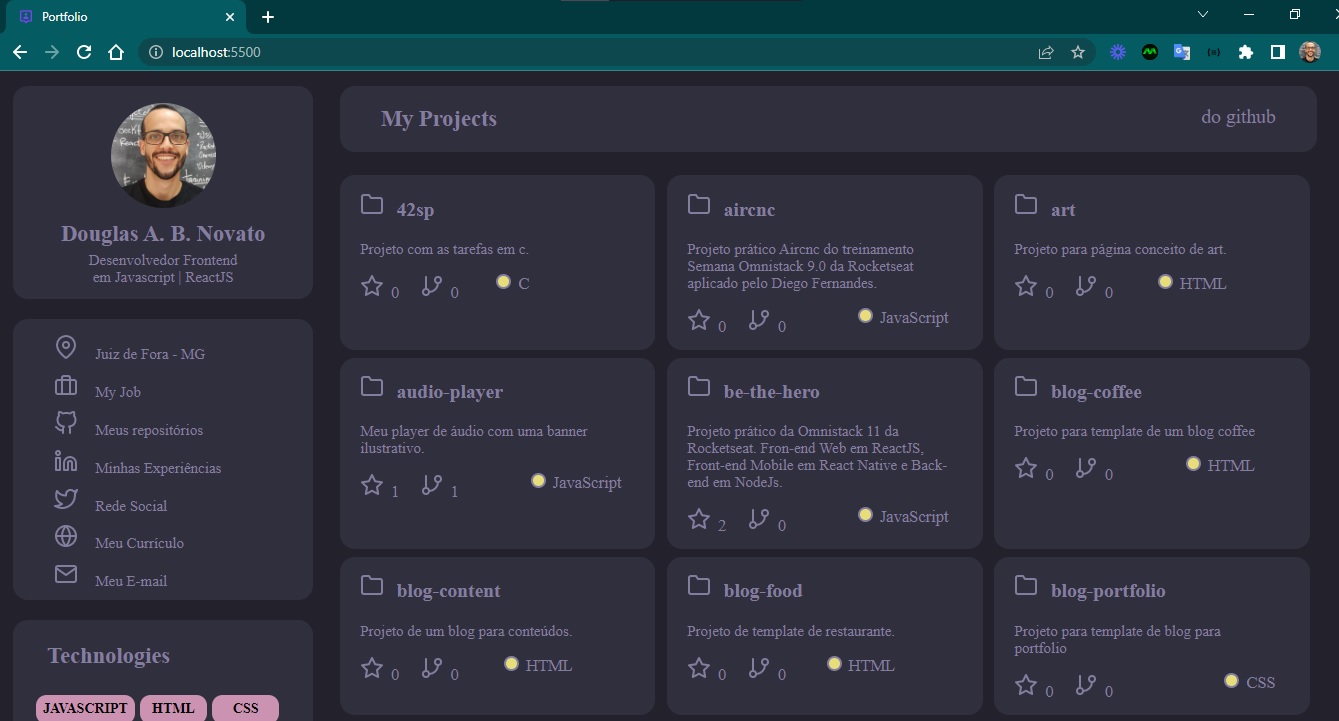 Portfolio
localhost:5500
Douglas A. B. Novato
Desenvolvedor Frontend
em Javascript | ReactJS
Juiz de Fora - MG
My Job
Meus repositórios
Minhas Experiências
Rede Social
Meu Currículo
Meu E-mail
Technologies
JAVASCRIPT HTML CSS
My Projects do github
42sp
Projeto com as tarefas em c.
0 0 C
aircnc
Projeto prático Aircnc do treinamento
Semana Omnistack 9.0 da Rocketseat
aplicado pelo Diego Fernandes.
0 0 JavaScript
art
Projeto para página conceito de art.
0 0 HTML
audio-player
Meu player de áudio com uma banner
ilustrativo.
1 1 JavaScript
be-the-hero
Projeto prático da Omnistack 11 da
Rocketseat. Fron-end Web em ReactJS,
Front-end Mobile em React Native e Back-
end em NodeJs.
2 0 JavaScript
blog-coffee
Projeto para template de um blog coffee
0 0 HTML
blog-content
Projeto de um blog para conteúdos.
0 0 HTML
blog-food
Projeto de template de restaurante.
0 0 HTML
blog-portfolio
Projeto para template de blog para
portfolio
0 0 CSS